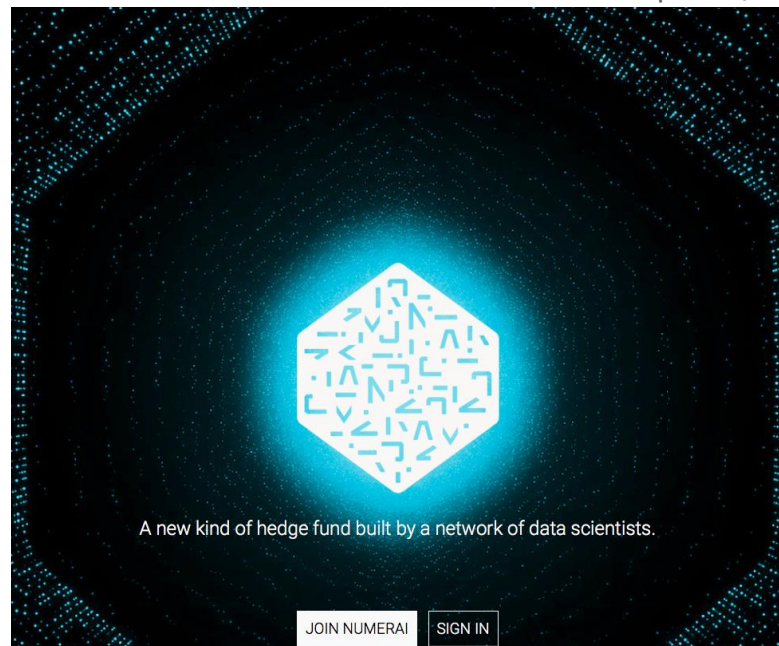 A new kind of hedge fund built by a network of data scientists.
JOIN NUMERAI
SIGN IN